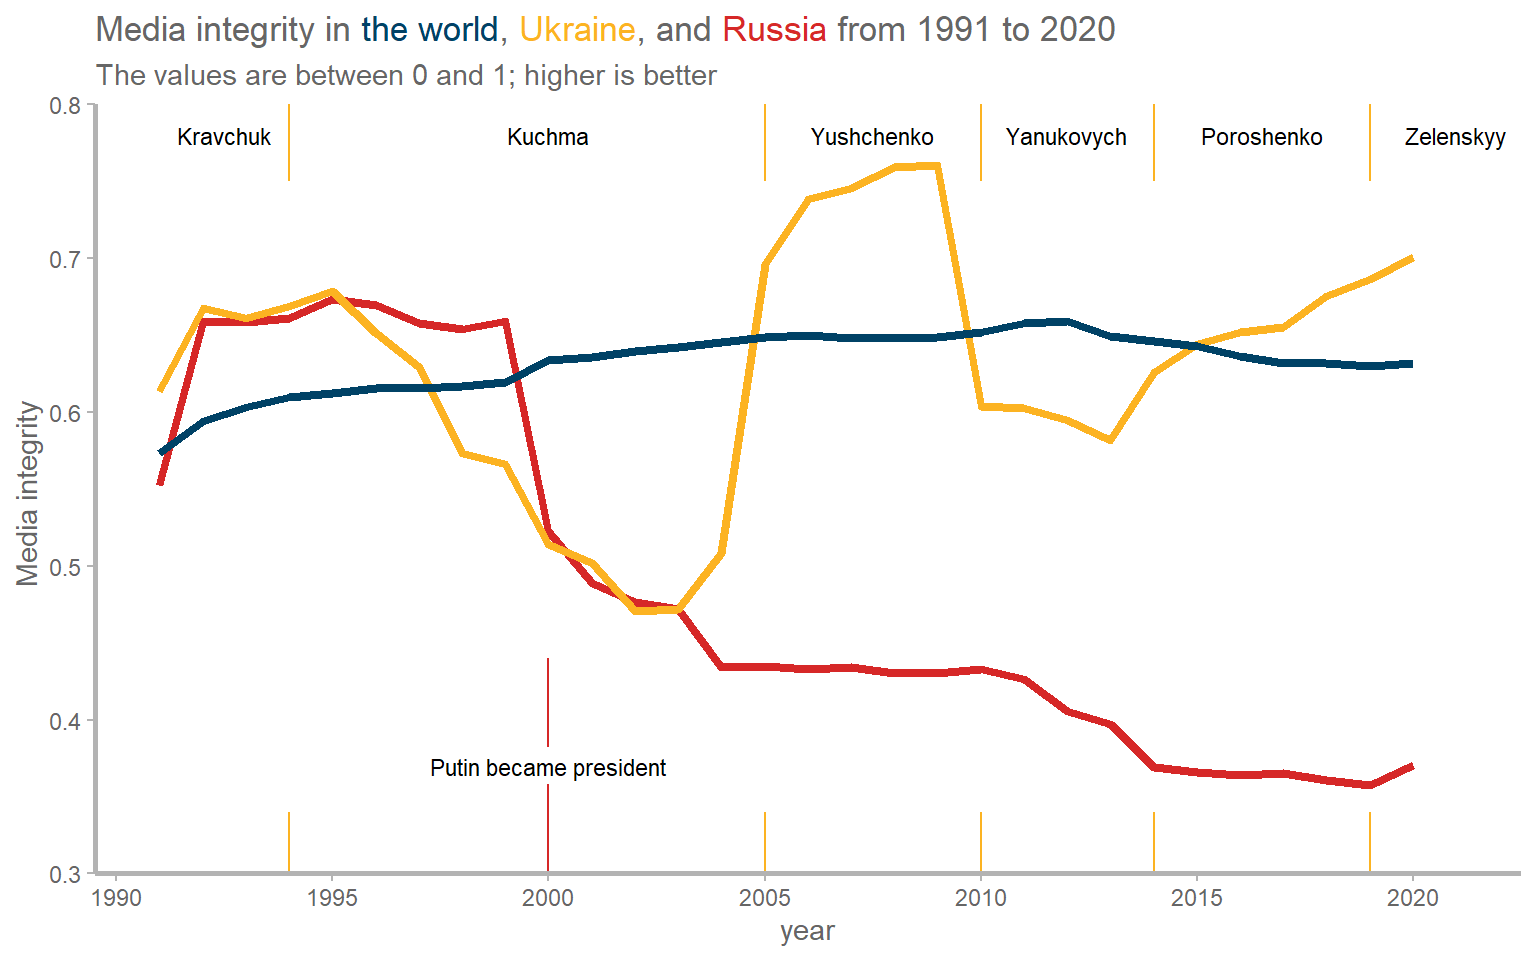 Media integrity in the world, Ukraine, and Russia from 1991 to 2020
The values are between 0 and 1; higher is better
0.8
Kravchuk
Kuchma
Yushchenko
Yanukovych
Poroshenko
Zelenskyy
0.7
0.6
Media integrity
0.5
0.4
Putin became president
0.3
1990
1995
2000
2005
2010
2015
2020
year